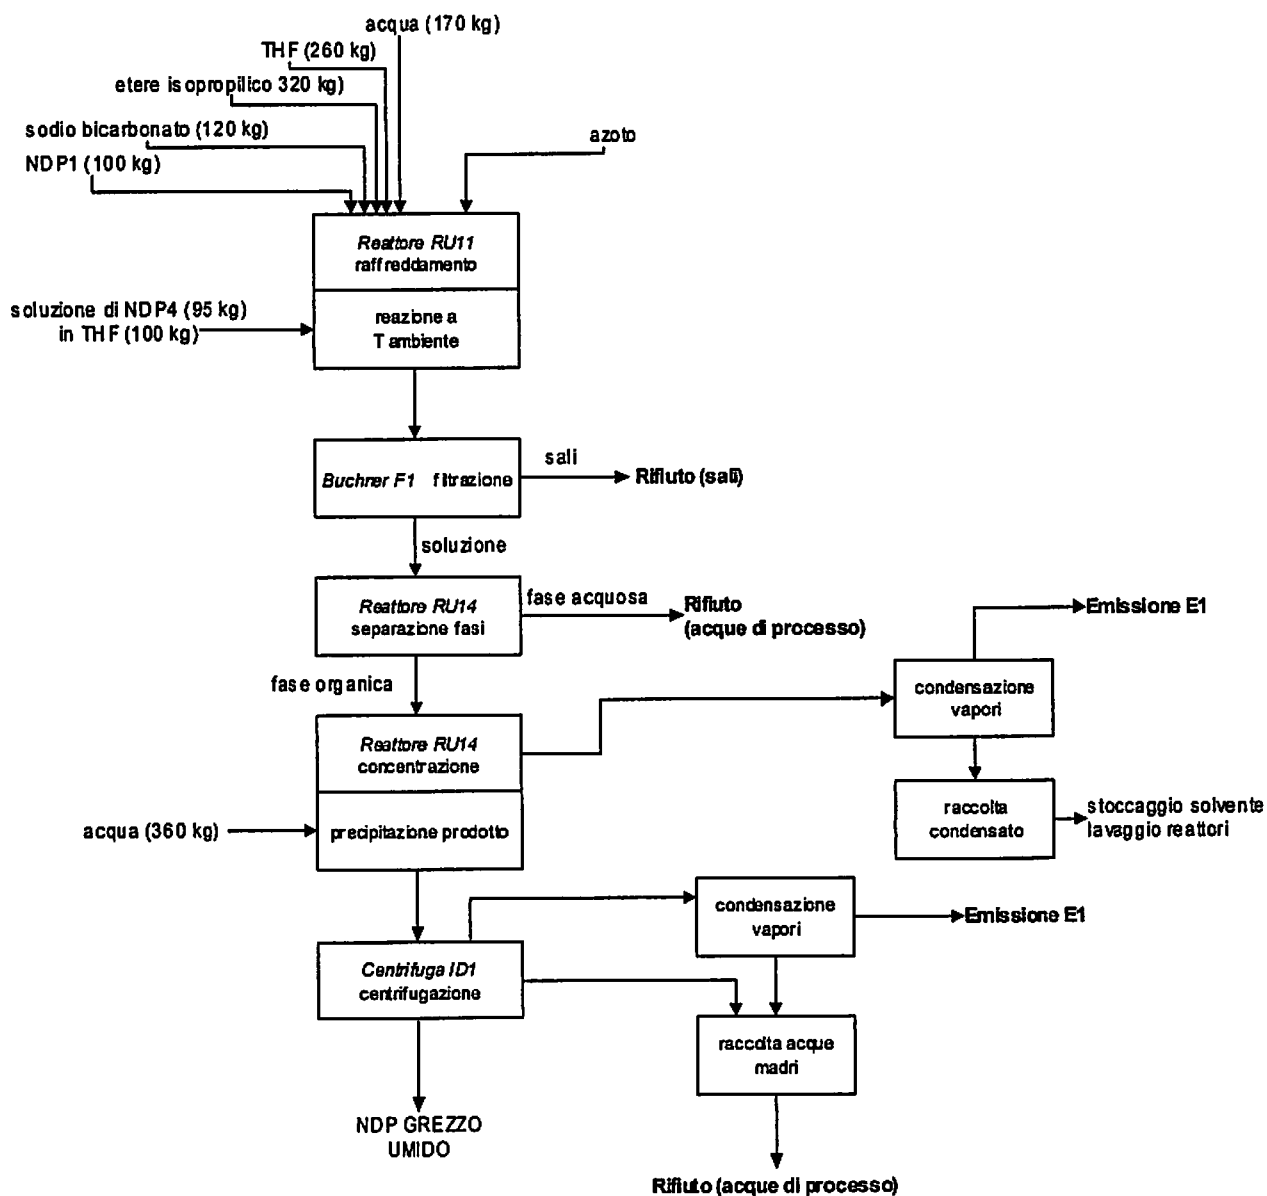 acqua (170 kg)
THF (260 kg)
etere isopropilico 320 kg)
sodio bicarbonato (120 kg)
NDP1 (100 kg)
azoto
Reattore RU11
raffreddamento
soluzione di NDP4 (95 kg)
in THF (100 kg)
reazione a
T ambiente
Buchner F1 filtrazione
sali
Rifiuto (sali)
soluzione
Reattore RU14
separazione fasi
fase acquosa
Rifiuto
(acque di processo)
Emissione E1
fase organica
condensazione
vapori
Reattore RU14
concentrazione
raccolta
condensato
stoccaggio solvente
lavaggio reattori
acqua (360 kg)
precipitazione prodotto
condensazione
vapori
Emissione E1
Centrifuga ID1
centrifugazione
raccolta acque
madri
NDP GREZZO
UMIDO
Rifiuto (acque di processo)